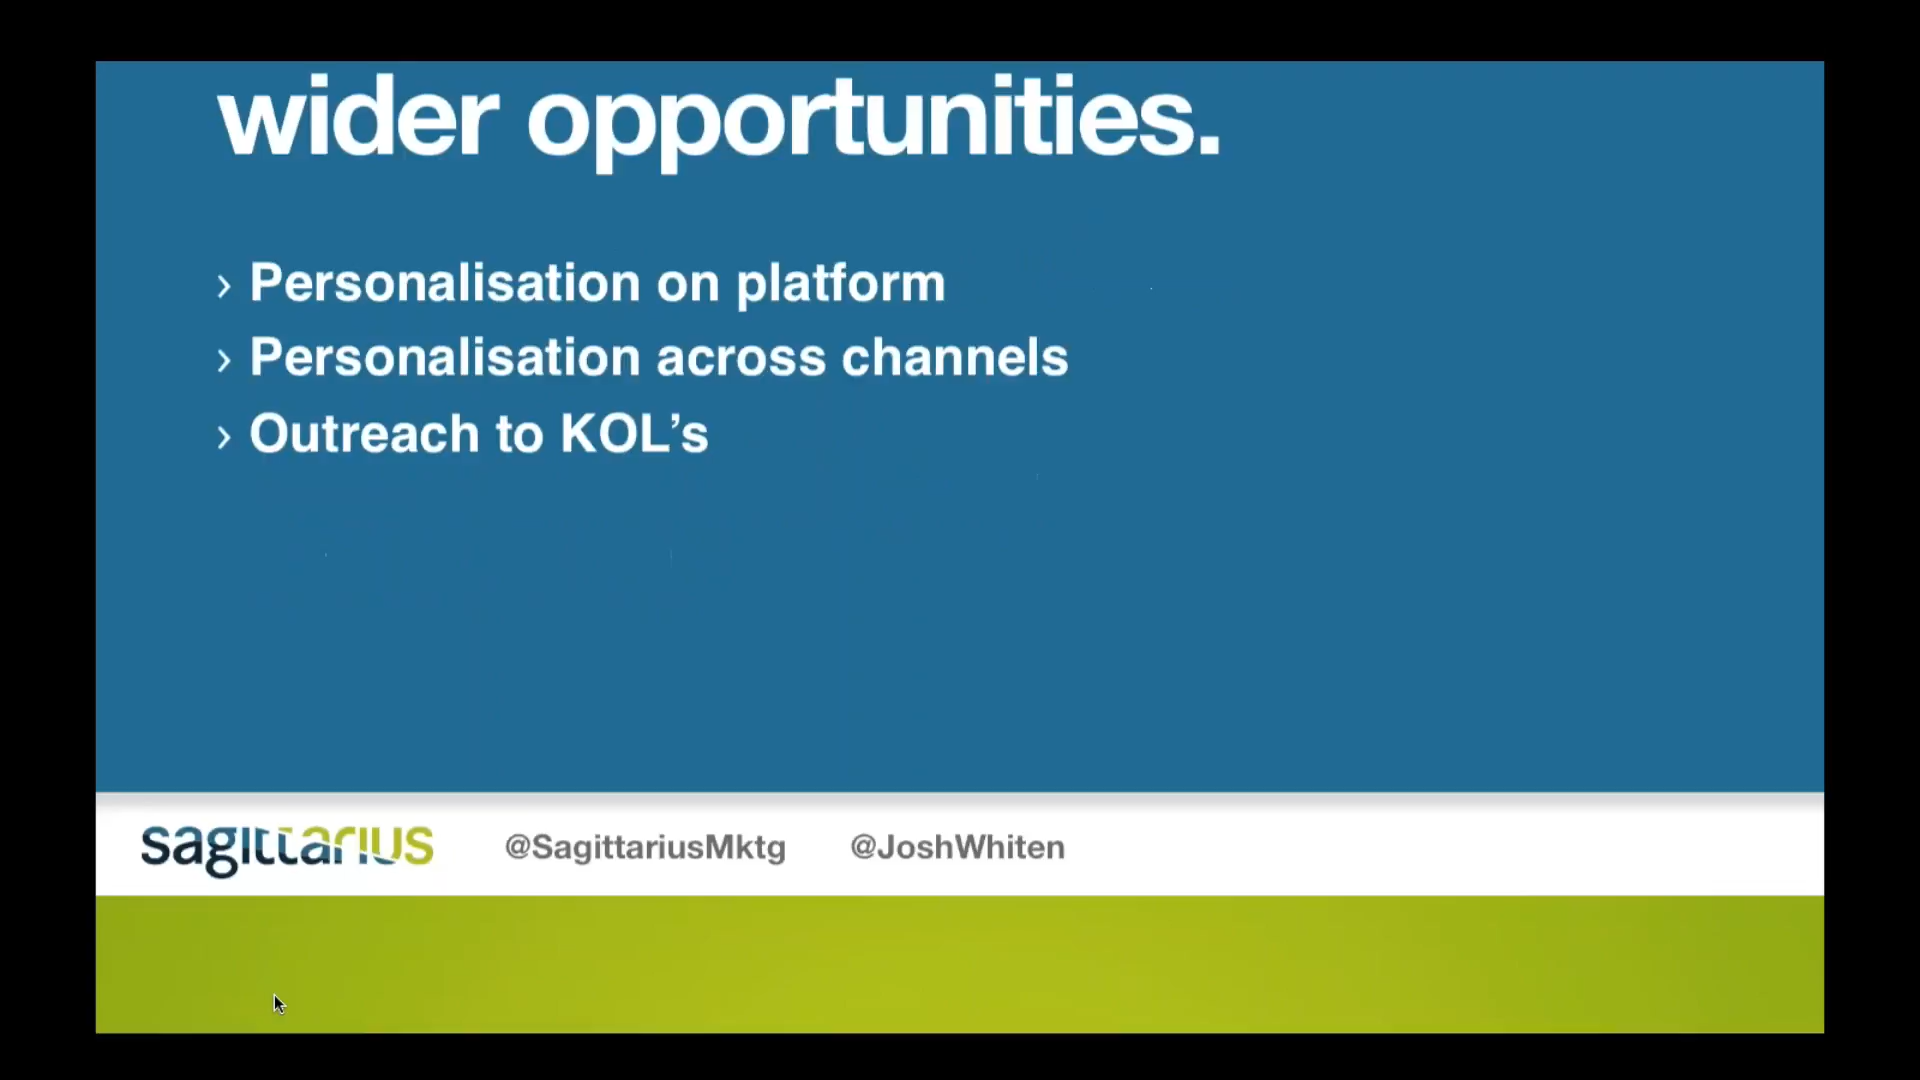 wider opportunities.
› Personalisation on platform
› Personalisation across channels
› Outreach to KOL’s
sagittarius @SagittariusMktg @JoshWhiten